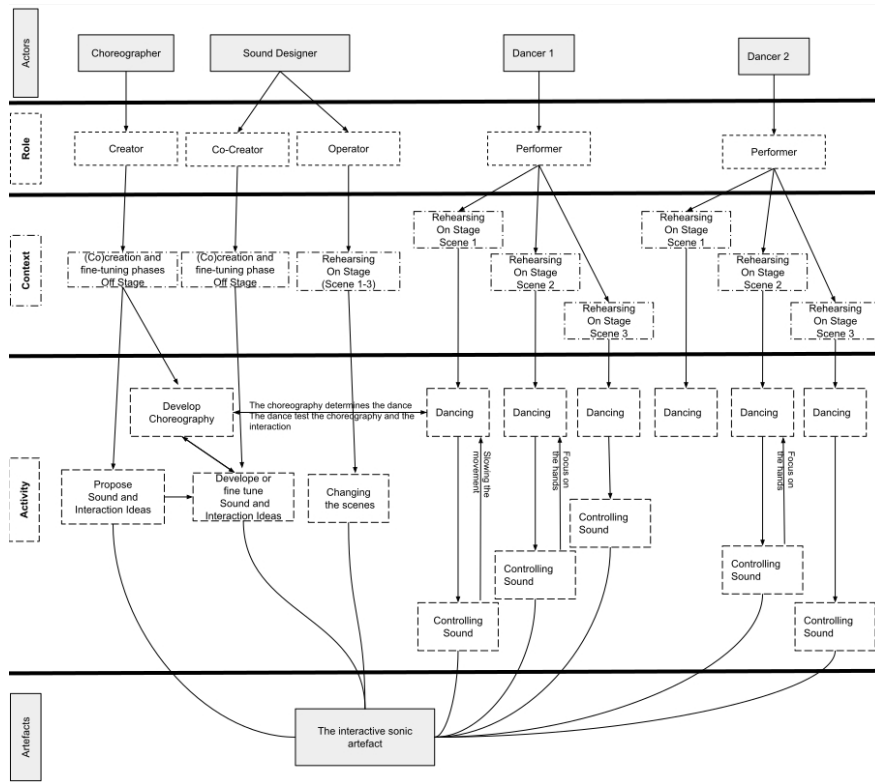 Actors
Choreographer
Sound Designer
Dancer 1
Dancer 2
Role
Creator
Co-Creator
Operator
Performer
Performer
Context
(Co)creation and
fine-tuning phases
Off Stage
(Co)creation and
fine-tuning phase
Off Stage
Rehearsing
On Stage
(Scene 1-3)
Rehearsing
On Stage
Scene 1
Rehearsing
On Stage
Scene 2
Rehearsing
On Stage
Scene 3
Rehearsing
On Stage
Scene 1
Rehearsing
On Stage
Scene 2
Rehearsing
On Stage
Scene 3
Activity
Develop
Choreography
The choreography determines the dance
The dance test the choreography and the
interaction
Dancing
Dancing
Dancing
Dancing
Dancing
Dancing
Propose
Sound and
Interaction Ideas
Develope or
fine tune
Sound and
Interaction Ideas
Changing
the scenes
Slowing the
movement
Focus on
the hands
Focus on
the hands
Controlling
Sound
Controlling
Sound
Controlling
Sound
Controlling
Sound
Controlling
Sound
Artefacts
The interactive sonic
artefact